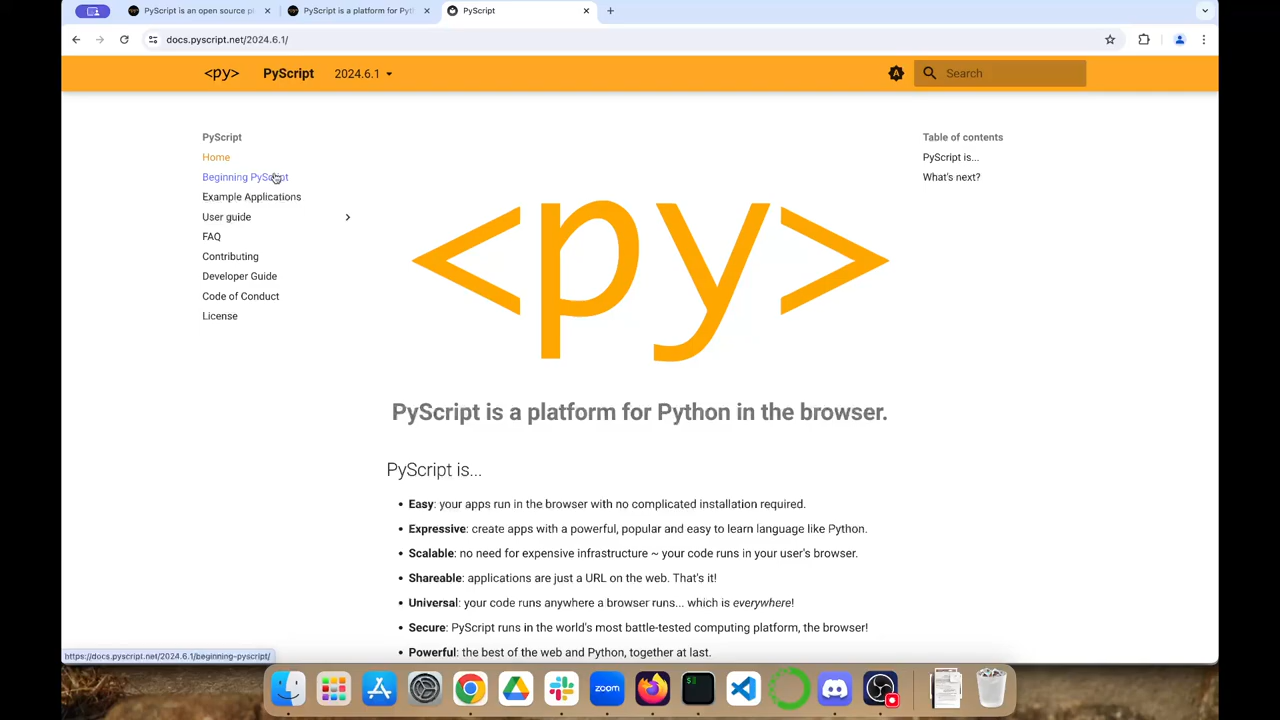 PyScript is an open source pl
PyScript is a platform for Pyth
PyScript
docs.pyscript.net/2024.6.1/
<py>
PyScript
2024.6.1
Search
PyScript
Home
Beginning PyScript
Example Applications
User guide
FAQ
Contributing
Developer Guide
Code of Conduct
License
<py>
PyScript is a platform for Python in the browser.
PyScript is...
Easy: your apps run in the browser with no complicated installation required.
Expressive: create apps with a powerful, popular and easy to learn language like Python.
Scalable: no need for expensive infrastructure ~ your code runs in your user's browser.
Shareable: applications are just a URL on the web. That's it!
Universal: your code runs anywhere a browser runs... which is everywhere!
Secure: PyScript runs in the world's most battle-tested computing platform, the browser!
Powerful: the best of the web and Python, together at last.
Table of contents
PyScript is...
What's next?
https://docs.pyscript.net/2024.6.1/beginning-pyscript/
zoom